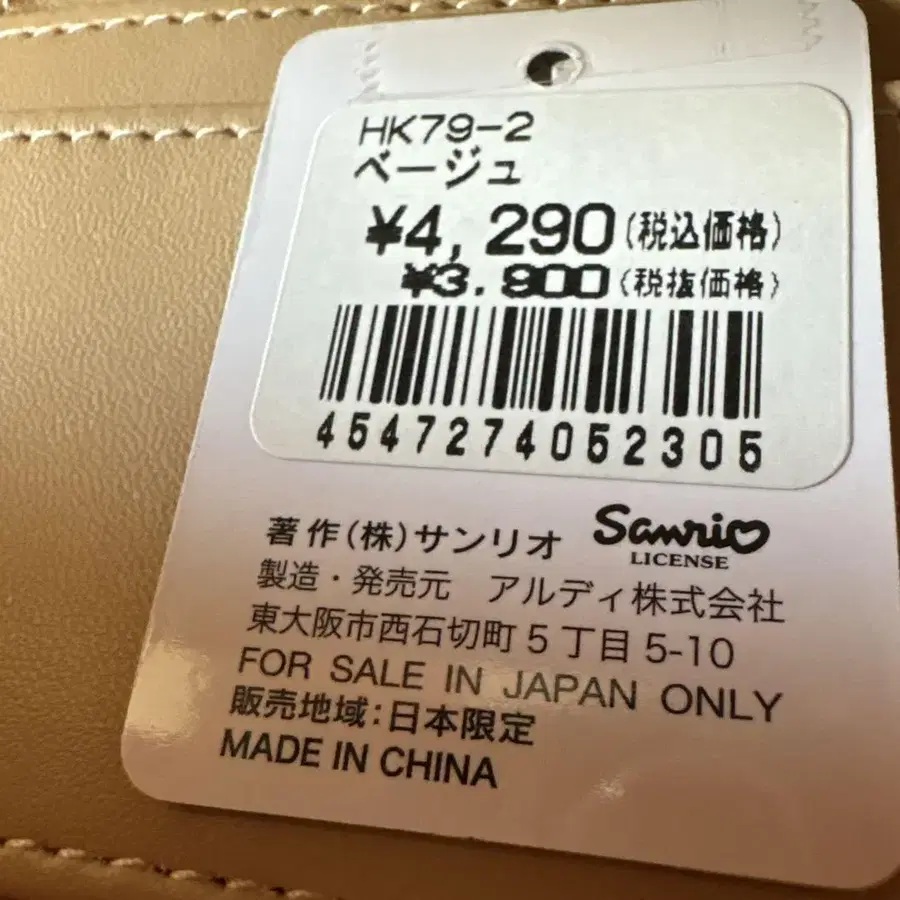 HK79-2
ベージュ
¥4,290(税込価格)
¥3.900(税抜価格)
4547274052305
著作(株)サンリオ Sanrio LICENSE
製造・発売元 アルディ株式会社
東大阪市西石切町5丁目5-10
FOR SALE IN JAPAN ONLY
販売地域:日本限定
MADE IN CHINA